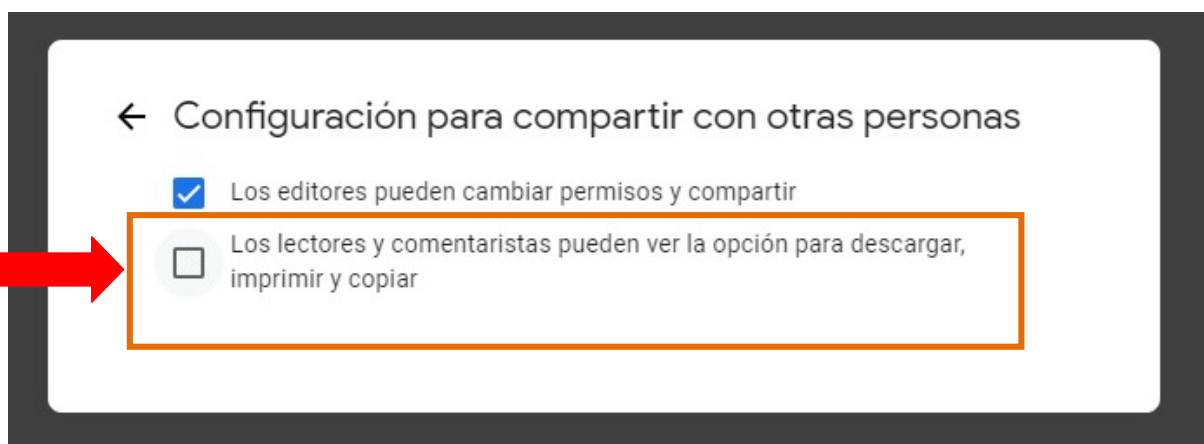 Configuración para compartir con otras personas
Los editores pueden cambiar permisos y compartir
Los lectores y comentaristas pueden ver la opción para descargar,
imprimir y copiar